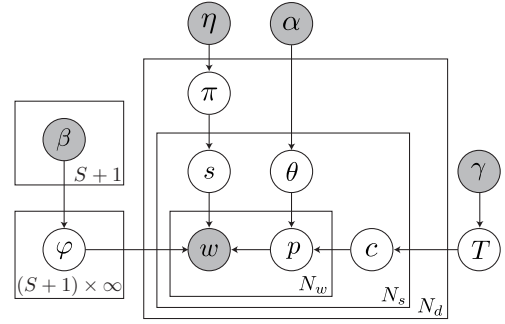 η α
π
β
s θ γ
S + 1
φ w p c T
(S + 1) × ∞ N_w N_s N_d